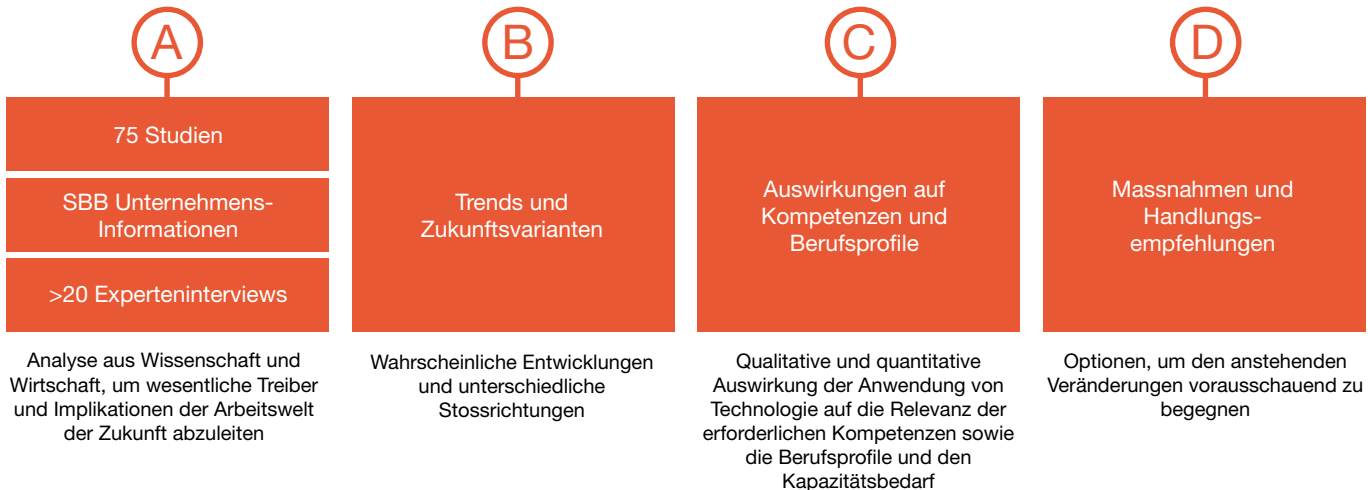 A
75 Studien
SBB Unternehmens-
Informationen
>20 Experteninterviews
Analyse aus Wissenschaft und
Wirtschaft, um wesentliche Treiber
und Implikationen der Arbeitswelt
der Zukunft abzuleiten
B
Trends und
Zukunftsvarianten
Wahrscheinliche Entwicklungen
und unterschiedliche
Stossrichtungen
C
Auswirkungen auf
Kompetenzen und
Berufsprofile
Qualitative und quantitative
Auswirkung der Anwendung von
Technologie auf die Relevanz der
erforderlichen Kompetenzen sowie
die Berufsprofile und den
Kapazitätsbedarf
D
Massnahmen und
Handlungs-
empfehlungen
Optionen, um den anstehenden
Veränderungen vorausschauend zu
begegnen